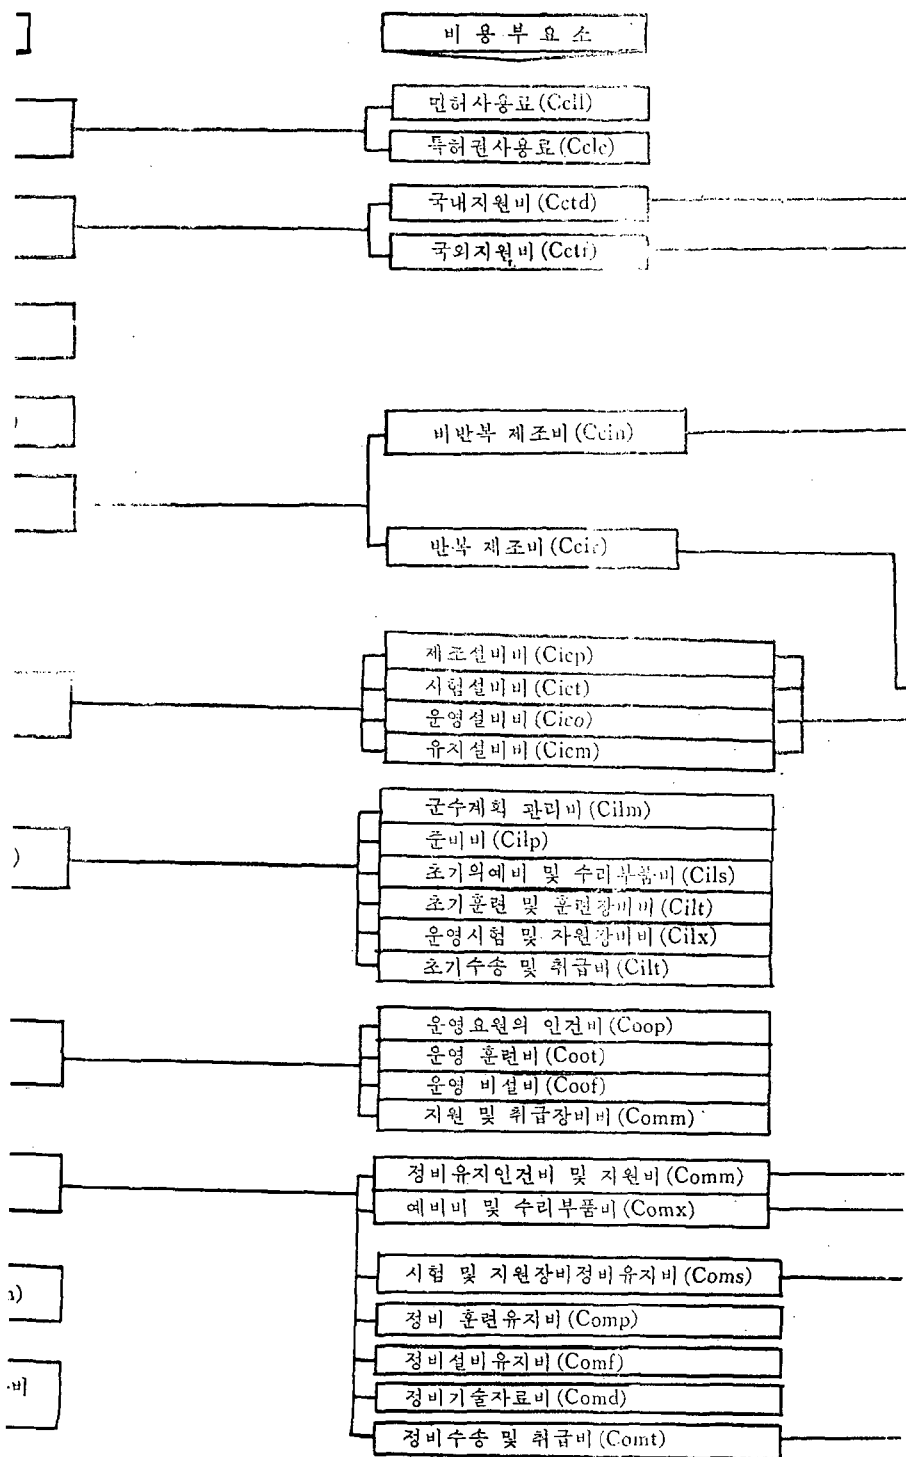 비용부요소
면허사용료(Ccll)
특허권사용료(Cclc)
국내지원비(Cctd)
국외지원비(Cctf)
)
비반복 제조비(Ccin)
반복 제조비(Ccir)
제조설비비(Cicp)
시험설비비(Cict)
운영설비비(Cico)
유지설비비(Cicm)
군수계획 관리비(Cilm)
준비비(Cilp)
)
초기의예비 및 수리부품비(Cils)
초기훈련 및 훈련장비비(Cilt)
운영시험 및 자원장비비(Cilx)
초기수송 및 취급비(Cilt)
운영요원의 인건비(Coop)
운영 훈련비(Coot)
운영 비설비(Coof)
지원 및 취급장비비(Comm)
정비유지인건비 및 지원비(Comm)
예비비 및 수리부품비(Comx)
시험 및 지원장비정비유지비(Coms)
)
정비 훈련유지비(Comp)
정비설비유지비(Comf)
비
정비기술자료비(Comd)
정비수송 및 취급비(Comt)